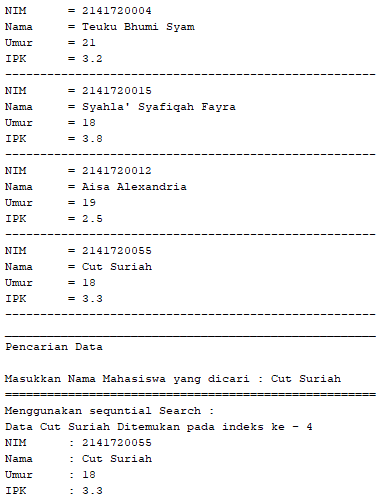 NIM = 2141720004
Nama = Teuku Bhumi Syam
Umur = 21
IPK = 3.2
-----------------------------------------------------
NIM = 2141720015
Nama = Syahla' Syafiqah Fayra
Umur = 18
IPK = 3.8
-----------------------------------------------------
NIM = 2141720012
Nama = Aisa Alexandria
Umur = 19
IPK = 2.5
-----------------------------------------------------
NIM = 2141720055
Nama = Cut Suriah
Umur = 18
IPK = 3.3
-----------------------------------------------------
_____________________________________________________
Pencarian Data
Masukkan Nama Mahasiswa yang dicari : Cut Suriah
=====================================================
Menggunakan sequntial Search :
Data Cut Suriah Ditemukan pada indeks ke - 4
NIM : 2141720055
Nama : Cut Suriah
Umur : 18
IPK : 3.3